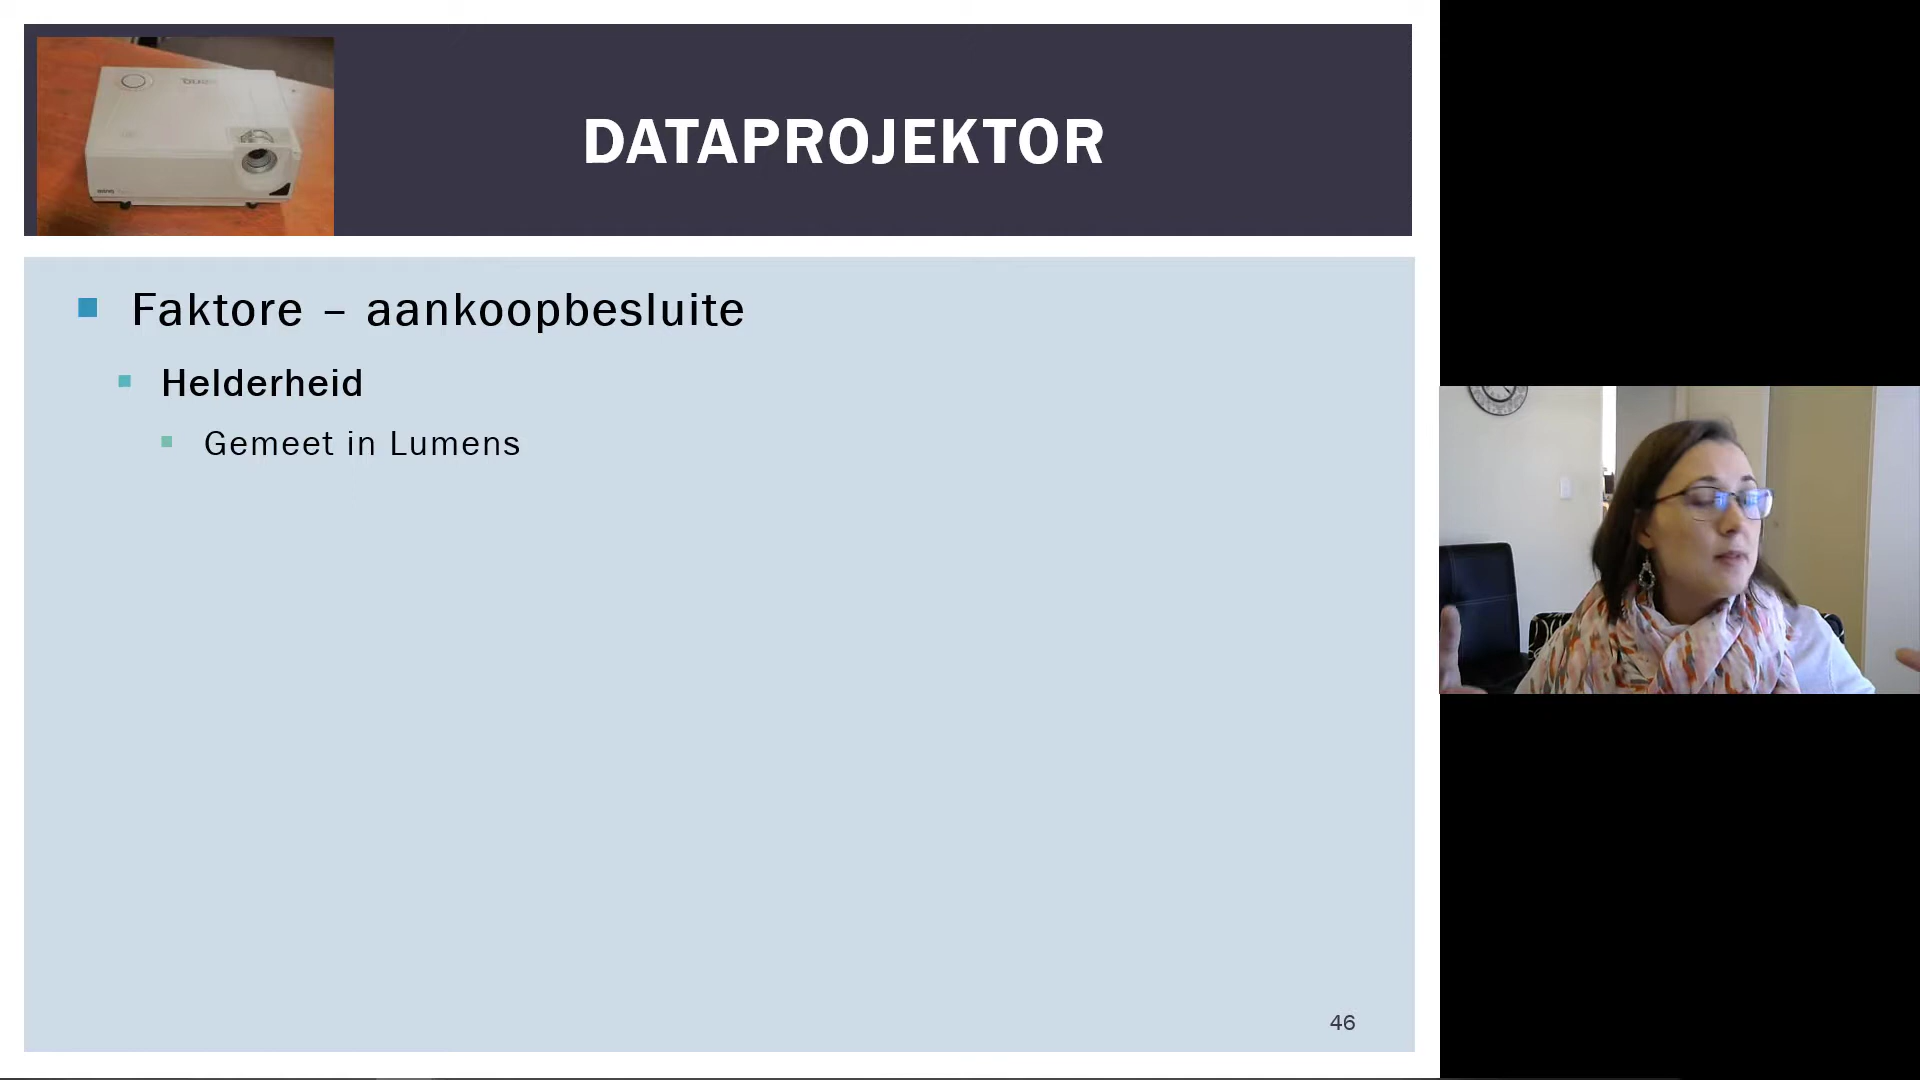 DATAPROJEKTOR
Faktore – aankoopbesluite
Helderheid
Gemeet in Lumens
46